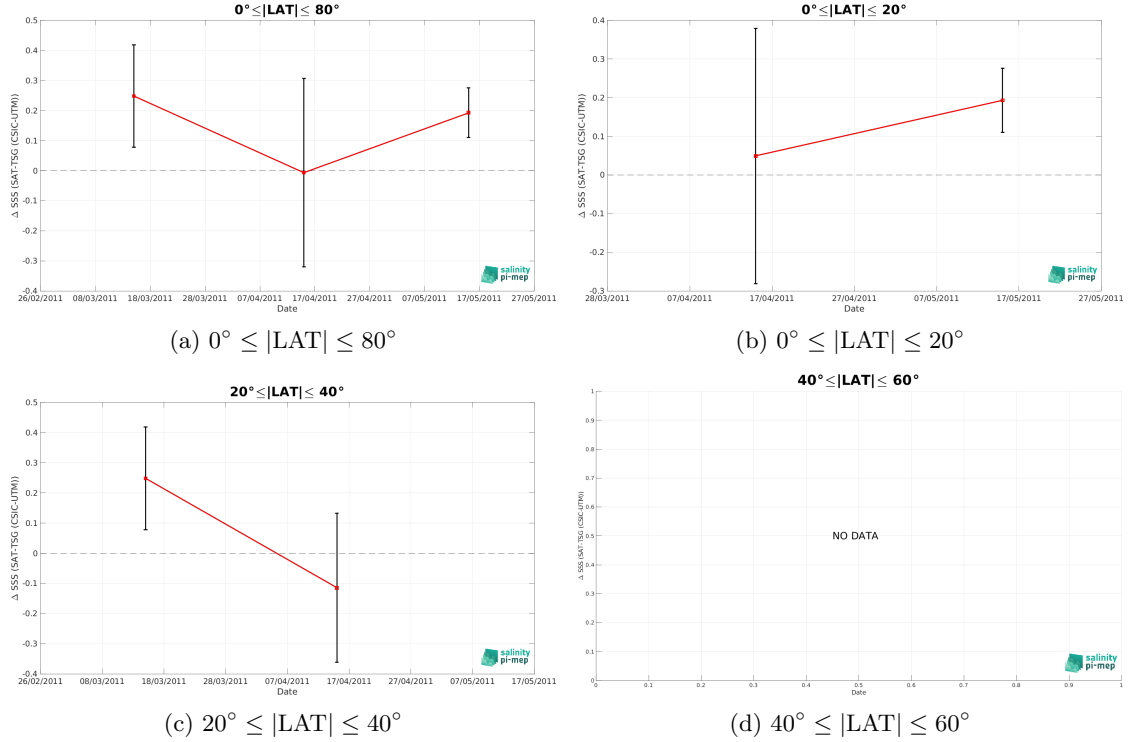 0°≤|LAT|≤ 80°
0.5
0.4
0.3
0.2
0.1
0
-0.1
-0.2
-0.3
-0.4
Δ SSS (SAT-TSG (CSIC-UTM))
26/02/2011 08/03/2011 18/03/2011 28/03/2011 07/04/2011 17/04/2011 27/04/2011 07/05/2011 17/05/2011 27/05/2011
Date
salinity
pi-mep
(a) 0° ≤ |LAT| ≤ 80°
0°≤|LAT|≤ 20°
0.4
0.3
0.2
0.1
0
-0.1
-0.2
-0.3
Δ SSS (SAT-TSG (CSIC-UTM))
28/03/2011 07/04/2011 17/04/2011 27/04/2011 07/05/2011 17/05/2011 27/05/2011
Date
salinity
pi-mep
(b) 0° ≤ |LAT| ≤ 20°
20°≤|LAT|≤ 40°
0.5
0.4
0.3
0.2
0.1
0
-0.1
-0.2
-0.3
-0.4
Δ SSS (SAT-TSG (CSIC-UTM))
26/02/2011 08/03/2011 18/03/2011 28/03/2011 07/04/2011 17/04/2011 27/04/2011 07/05/2011 17/05/2011
Date
salinity
pi-mep
(c) 20° ≤ |LAT| ≤ 40°
40°≤|LAT|≤ 60°
1
0.9
0.8
0.7
0.6
0.5
0.4
0.3
0.2
0.1
0
Δ SSS (SAT-TSG (CSIC-UTM))
NO DATA
0 0.1 0.2 0.3 0.4 0.5 0.6 0.7 0.8 0.9 1
Date
salinity
pi-mep
(d) 40° ≤ |LAT| ≤ 60°